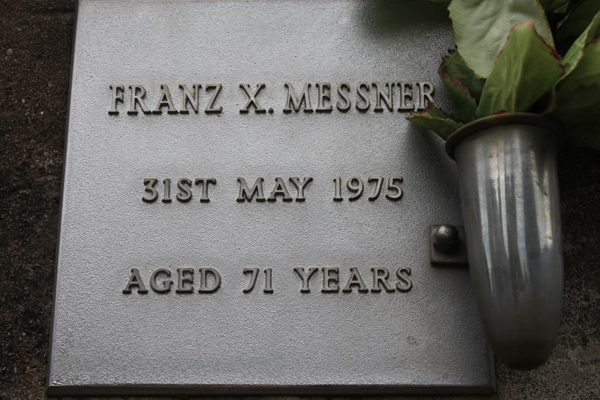 FRANZ X. MESSNER
31ST MAY 1975
AGED 71 YEARS